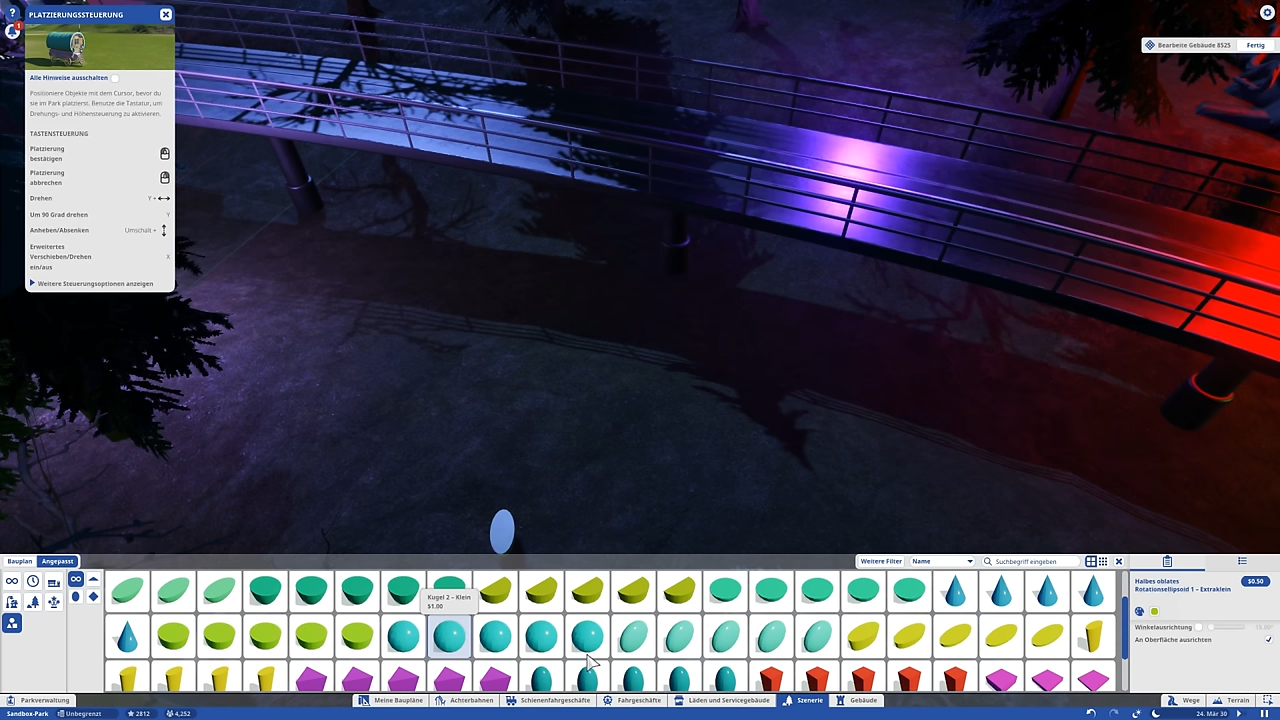 ?
1
PLATZIERUNGSSTEUERUNG
Alle Hinweise ausschalten
Positioniere Objekte mit dem Cursor, bevor du
sie im Park platzierst. Benutze die Tastatur, um
Drehungs- und Höhensteuerung zu aktivieren.
TASTENSTEUERUNG
Platzierung
bestätigen
Platzierung
abbrechen
Drehen Y +
Um 90 Grad drehen Y
Anheben/Absenken Umschalt +
Erweitertes
Verschieben/Drehen X
ein/aus
Weitere Steuerungsoptionen anzeigen
Bearbeite Gebäude 8525 Fertig
Bauplan Angepasst
Weitere Filter Name Suchbegriff eingeben
Kugel 2 – Klein
$1.00
Halbes oblates $0.50
Rotationsellipsoid 1 – Extraklein
Winkelausrichtung
An Oberfläche ausrichten
Parkverwaltung Meine Baupläne Achterbahnen Schienenfahrgeschäfte Fahrgeschäfte Läden und Servicegebäude Szenerie Gebäude Wege Terrain
Sandbox-Park Unbegrenzt 2812 4,252 24. Mär 30